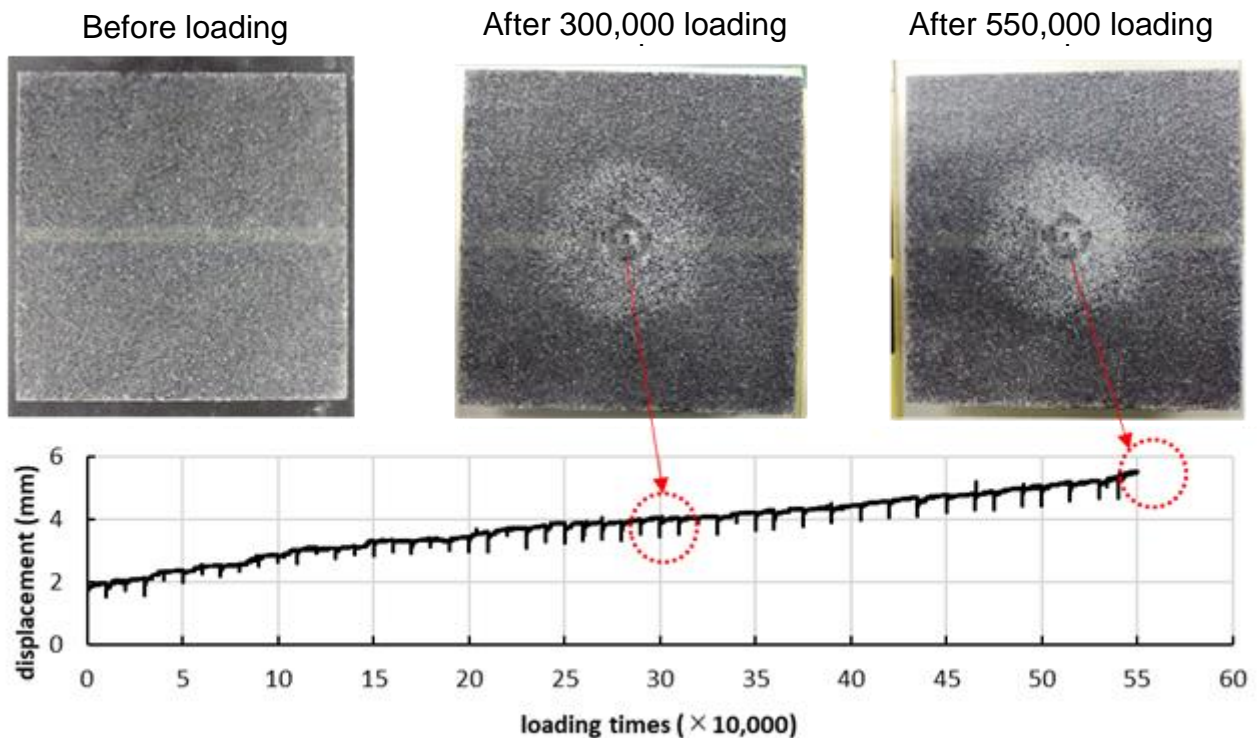 Before loading
After 300,000 loading
After 550,000 loading
displacement (mm)
6
4
2
0
0 5 10 15 20 25 30 35 40 45 50 55 60
loading times (×10,000)